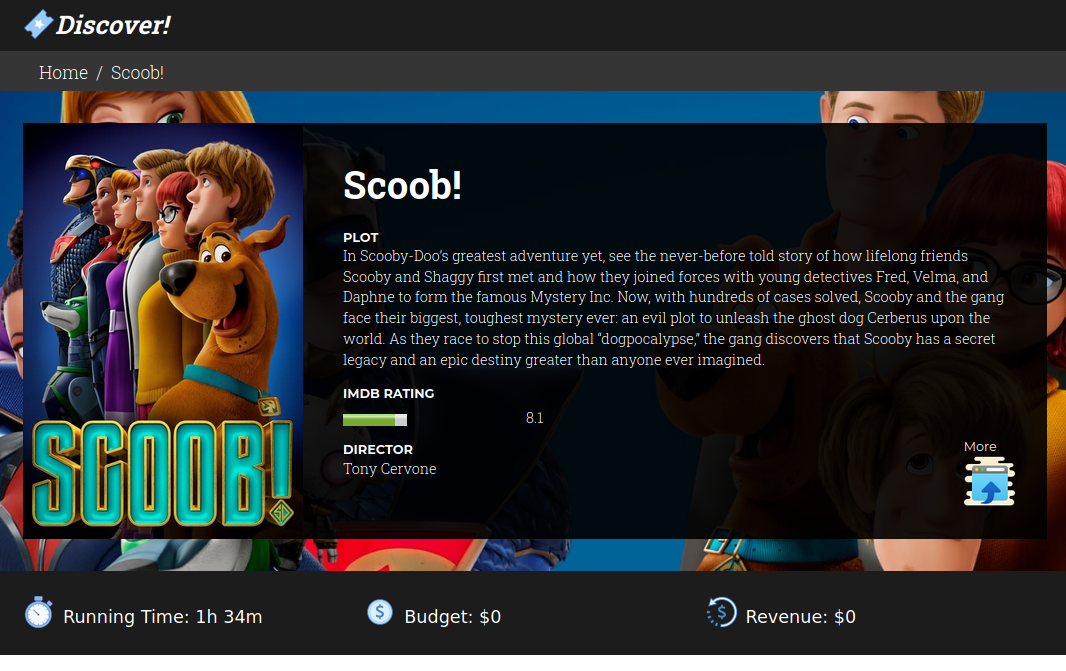 Discover!
Home / Scoob!
Scoob!
PLOT
In Scooby-Doo's greatest adventure yet, see the never-before told story of how lifelong friends
Scooby and Shaggy first met and how they joined forces with young detectives Fred, Velma, and
Daphne to form the famous Mystery Inc. Now, with hundreds of cases solved, Scooby and the gang
face their biggest, toughest mystery ever: an evil plot to unleash the ghost dog Cerberus upon the
world. As they race to stop this global “dogpocalypse,” the gang discovers that Scooby has a secret
legacy and an epic destiny greater than anyone ever imagined.
IMDB RATING
8.1
DIRECTOR
Tony Cervone
More
SCOOB!
SD
Running Time: 1h 34m
$ Budget: $0
$ Revenue: $0